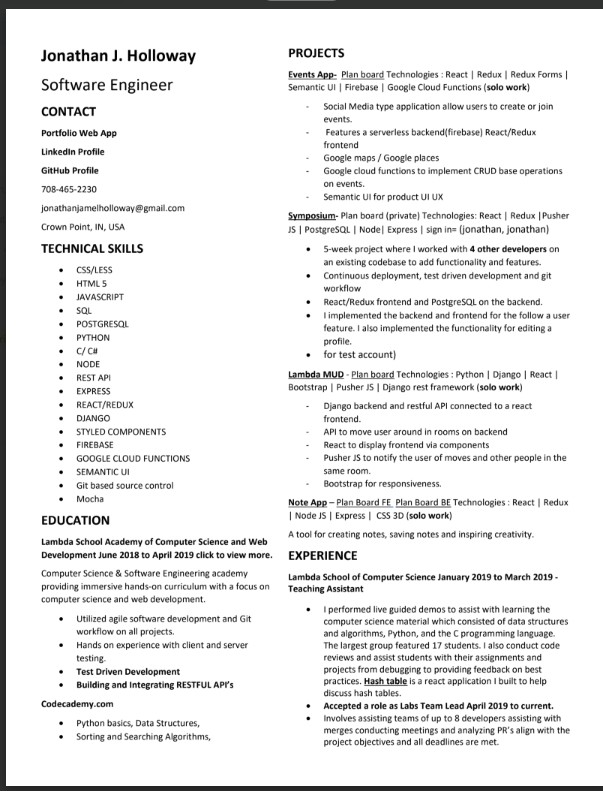 Jonathan J. Holloway
Software Engineer
CONTACT
Portfolio Web App
LinkedIn Profile
GitHub Profile
708-465-2230
jonathanjamelholloway@gmail.com
Crown Point, IN, USA
TECHNICAL SKILLS
• CSS/LESS
• HTML 5
• JAVASCRIPT
• SQL
• POSTGRESQL
• PYTHON
• C/ C#
• NODE
• REST API
• EXPRESS
• REACT/REDUX
• DJANGO
• STYLED COMPONENTS
• FIREBASE
• GOOGLE CLOUD FUNCTIONS
• SEMANTIC UI
• Git based source control
• Mocha
EDUCATION
Lambda School Academy of Computer Science and Web
Development June 2018 to April 2019 click to view more.
Computer Science & Software Engineering academy
providing immersive hands-on curriculum with a focus on
computer science and web development.
• Utilized agile software development and Git
workflow on all projects.
• Hands on experience with client and server
testing.
• Test Driven Development
• Building and Integrating RESTFUL API's
Codecademy.com
• Python basics, Data Structures,
• Sorting and Searching Algorithms,
PROJECTS
Events App- Plan board Technologies : React | Redux | Redux Forms |
Semantic UI | Firebase | Google Cloud Functions (solo work)
- Social Media type application allow users to create or join
events.
- Features a serverless backend(firebase) React/Redux
frontend
- Google maps / Google places
- Google cloud functions to implement CRUD base operations
on events.
- Semantic UI for product UI UX
Symposium- Plan board (private) Technologies: React | Redux |Pusher
JS | PostgreSQL | Node| Express | sign in= (jonathan, jonathan)
• 5-week project where I worked with 4 other developers on
an existing codebase to add functionality and features.
• Continuous deployment, test driven development and git
workflow
• React/Redux frontend and PostgreSQL on the backend.
• I implemented the backend and frontend for the follow a user
feature. I also implemented the functionality for editing a
profile.
• for test account)
Lambda MUD - Plan board Technologies : Python | Django | React |
Bootstrap | Pusher JS | Django rest framework (solo work)
- Django backend and restful API connected to a react
frontend.
- API to move user around in rooms on backend
- React to display frontend via components
- Pusher JS to notify the user of moves and other people in the
same room.
- Bootstrap for responsiveness.
Note App – Plan Board FE Plan Board BE Technologies : React | Redux
| Node JS | Express | CSS 3D (solo work)
A tool for creating notes, saving notes and inspiring creativity.
EXPERIENCE
Lambda School of Computer Science January 2019 to March 2019 -
Teaching Assistant
• I performed live guided demos to assist with learning the
computer science material which consisted of data structures
and algorithms, Python, and the C programming language.
The largest group featured 17 students. I also conduct code
reviews and assist students with their assignments and
projects from debugging to providing feedback on best
practices. Hash table is a react application I built to help
discuss hash tables.
• Accepted a role as Labs Team Lead April 2019 to current.
• Involves assisting teams of up to 8 developers assisting with
merges conducting meetings and analyzing PR's align with the
project objectives and all deadlines are met.